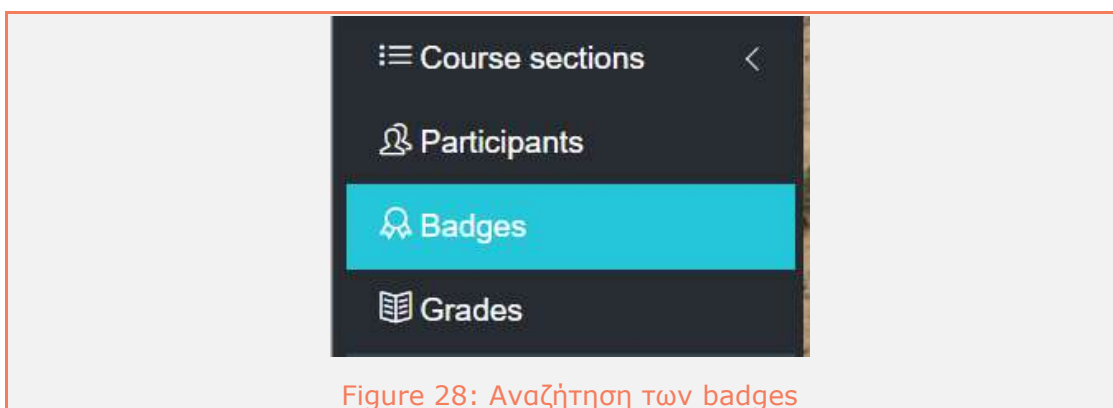 Course sections
Participants
Badges
Grades
Figure 28: Αναζήτηση των badges